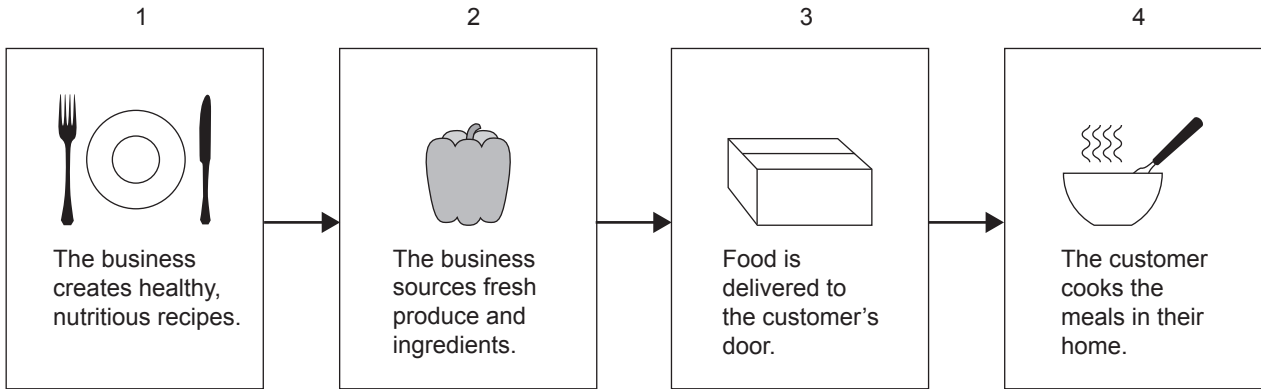 1
2
3
4
The business
creates healthy,
nutritious recipes.
The business
sources fresh
produce and
ingredients.
Food is
delivered to
the customer’s
door.
The customer
cooks the
meals in their
home.